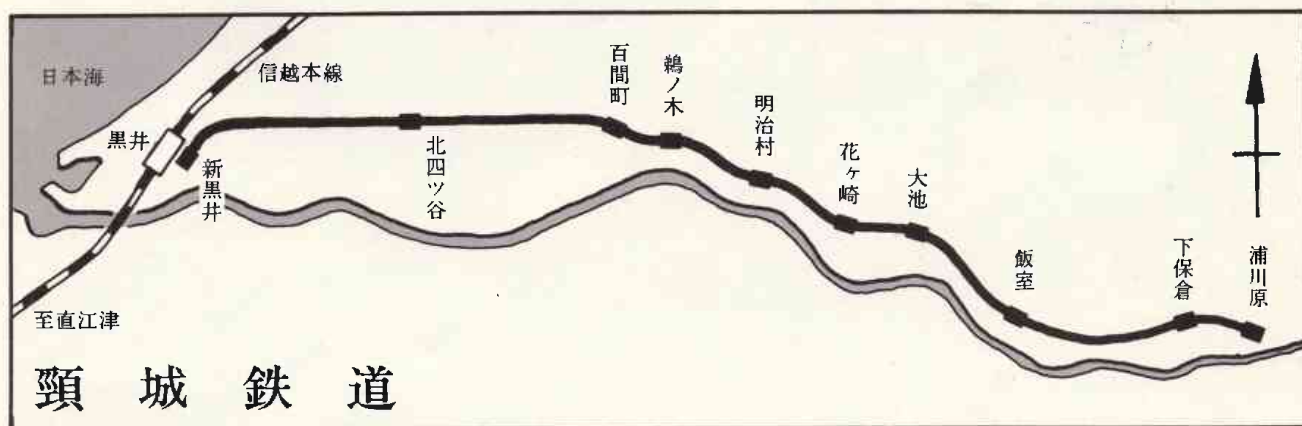 日本海
信越本線
黒井
新黒井
北四ツ谷
百間町
鵜ノ木
明治村
花ヶ崎
大池
飯室
下保倉
浦川原
至直江津
頸城鉄道